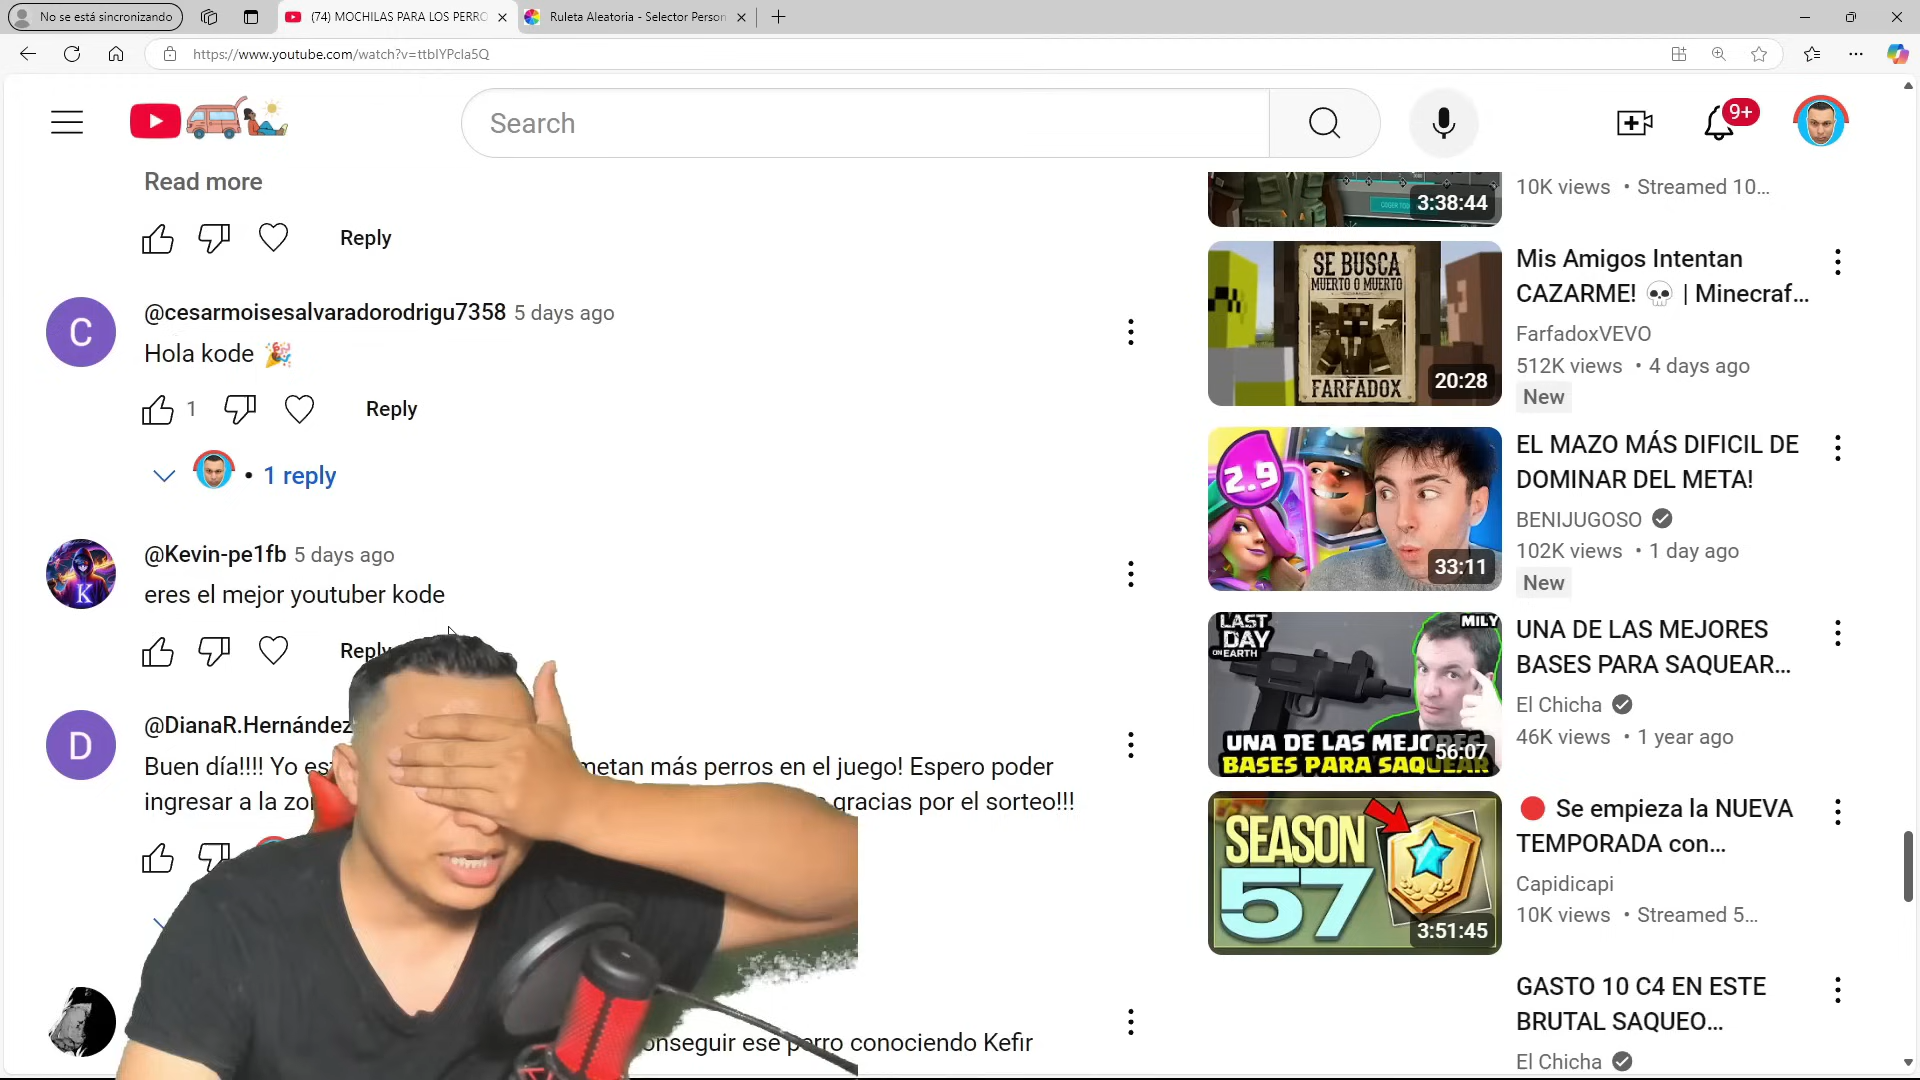 No se está sincronizando
(74) MOCHILAS PARA LOS PERRO
Ruleta Aleatoria - Selector Person
https://www.youtube.com/watch?v=ttbIYPcla5Q
Search
9+
Read more
Reply
C
@cesarmoisesalvaradorodrigu7358 5 days ago
Hola kode 🎉
1
Reply
• 1 reply
K
@Kevin-pe1fb 5 days ago
eres el mejor youtuber kode
Reply
D
@DianaR.Hernández
Buen día!!!! Yo metan más perros en el juego! Espero poder
ingresar a la gracias por el sorteo!!!
ese perro conociendo Kefir
3:38:44
10K views • Streamed 10...
SE BUSCA
MUERTO O MUERTO
FARFADOX
20:28
Mis Amigos Intentan
CAZARME! 💀 | Minecraf...
FarfadoxVEVO
512K views • 4 days ago
New
2.9
33:11
EL MAZO MÁS DIFICIL DE
DOMINAR DEL META!
BENIJUGOSO
102K views • 1 day ago
New
LAST
DAY
ON EARTH
MILY
UNA DE LAS MEJORES
BASES PARA SAQUEAR
56:07
UNA DE LAS MEJORES
BASES PARA SAQUEAR...
El Chicha
46K views • 1 year ago
SEASON
57
3:51:45
🔴 Se empieza la NUEVA
TEMPORADA con...
Capidicapi
10K views • Streamed 5...
GASTO 10 C4 EN ESTE
BRUTAL SAQUEO...
El Chicha